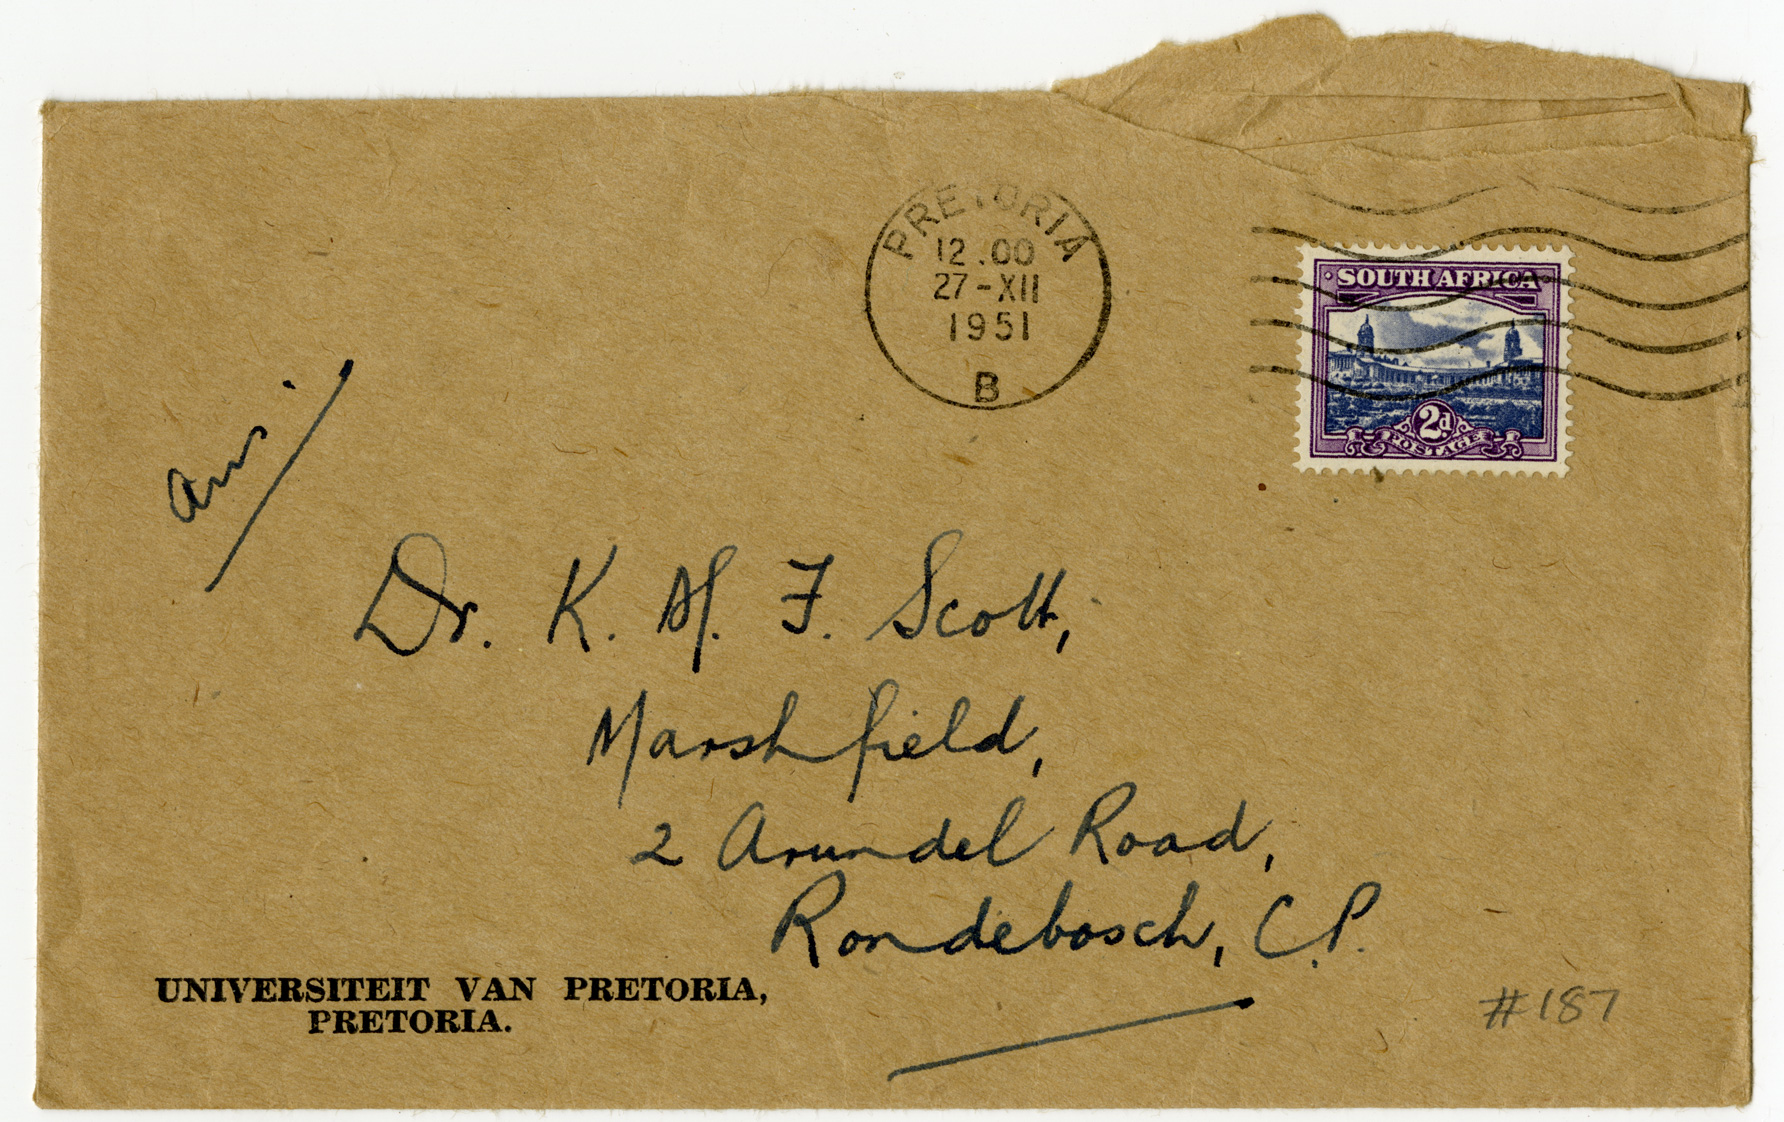 PRETORIA
12.00
27-XII
1951
B
SOUTH AFRICA
2d
POSTAGE
Dr. K. M. F. Scott,
Marshfield,
2 Arundel Road,
Rondebosch, C.P.
UNIVERSITEIT VAN PRETORIA,
PRETORIA.
#187